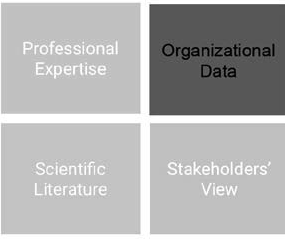 Professional
Expertise
Organizational
Data
Scientific
Literature
Stakeholders'
View